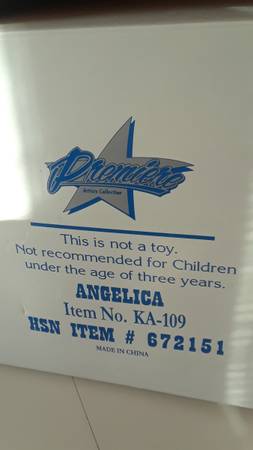 Premiere
Artists Collection
This is not a toy.
Not recommended for Children
under the age of three years.
ANGELICA
Item No. KA-109
HSN ITEM # 672151
MADE IN CHINA